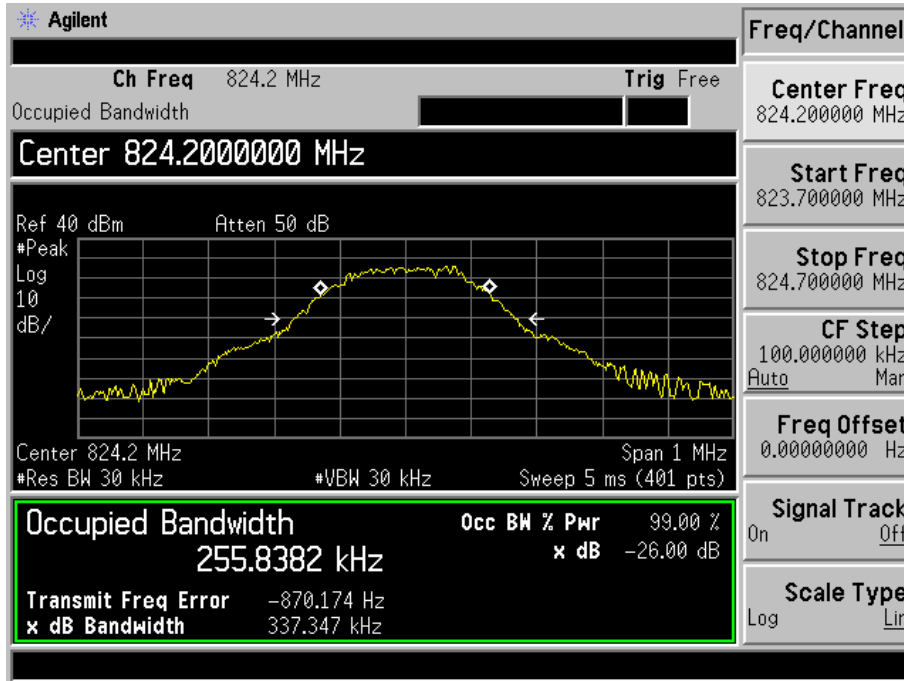 Agilent
Freq/Channel
Ch Freq 824.2 MHz Trig Free
Occupied Bandwidth
Center 824.2000000 MHz
Ref 40 dBm Atten 50 dB
#Peak
Log
10
dB/
Center 824.2 MHz Span 1 MHz
#Res BW 30 kHz #VBW 30 kHz Sweep 5 ms (401 pts)
Occupied Bandwidth
255.8382 kHz
Occ BW % Pwr 99.00 %
x dB -26.00 dB
Transmit Freq Error -870.174 Hz
x dB Bandwidth 337.347 kHz
Center Freq
824.200000 MHz
Start Freq
823.700000 MHz
Stop Freq
824.700000 MHz
CF Step
100.000000 kHz
Auto Man
Freq Offset
0.00000000 Hz
Signal Track
On Off
Scale Type
Log Lin